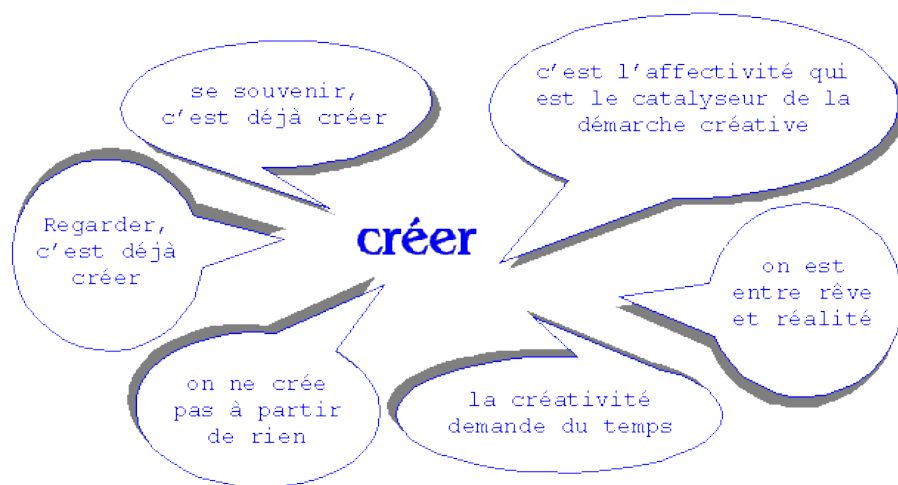 se souvenir,
c'est déjà créer
c'est l'affectivité qui
est le catalyseur de la
démarche créative
Regarder,
c'est déjà
créer
créer
on est
entre rêve
et réalité
on ne crée
pas à partir
de rien
la créativité
demande du temps